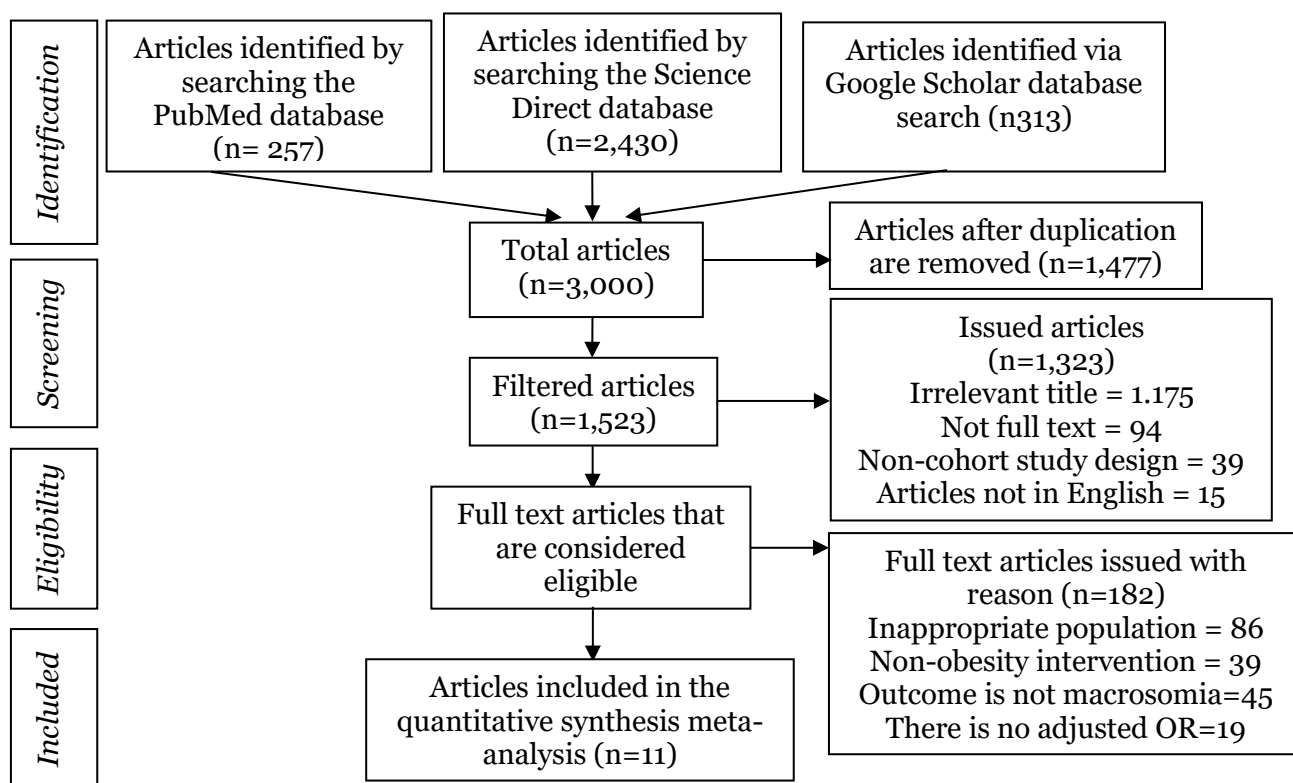 Identification
Articles identified by
searching the
PubMed database
(n= 257)
Articles identified by
searching the Science
Direct database
(n=2,430)
Articles identified via
Google Scholar database
search (n313)
Total articles
(n=3,000)
Articles after duplication
are removed (n=1,477)
Screening
Filtered articles
(n=1,523)
Issued articles
(n=1,323)
Irrelevant title = 1.175
Not full text = 94
Non-cohort study design = 39
Articles not in English = 15
Eligibility
Full text articles that
are considered
eligible
Full text articles issued with
reason (n=182)
Inappropriate population = 86
Non-obesity intervention = 39
Outcome is not macrosomia=45
There is no adjusted OR=19
Included
Articles included in the
quantitative synthesis meta-
analysis (n=11)